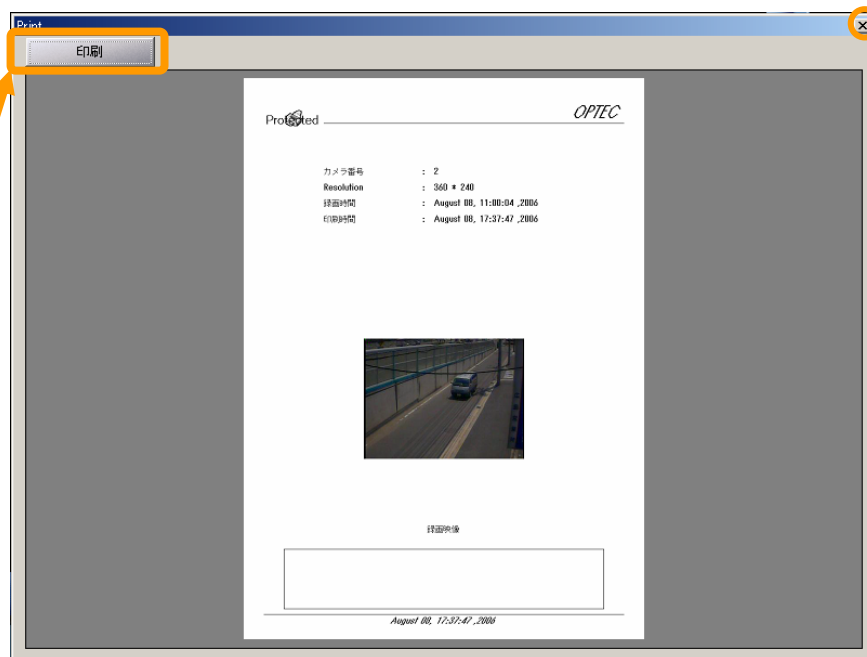 Print
印刷
Protected
OPTEC
カメラ番号 : 2
Resolution : 360 * 240
録画時間 : August 08, 11:00:04 ,2006
印刷時間 : August 08, 17:37:47 ,2006
録画映像
August 08, 17:37:47 ,2006